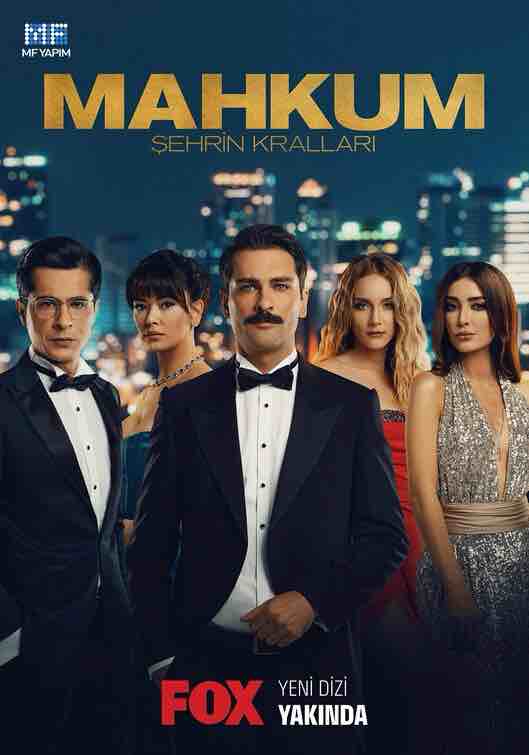 MF
MF YAPIM
MAHKUM
ŞEHRİN KRALLARI
FOX
YENİ DİZİ
YAKINDA